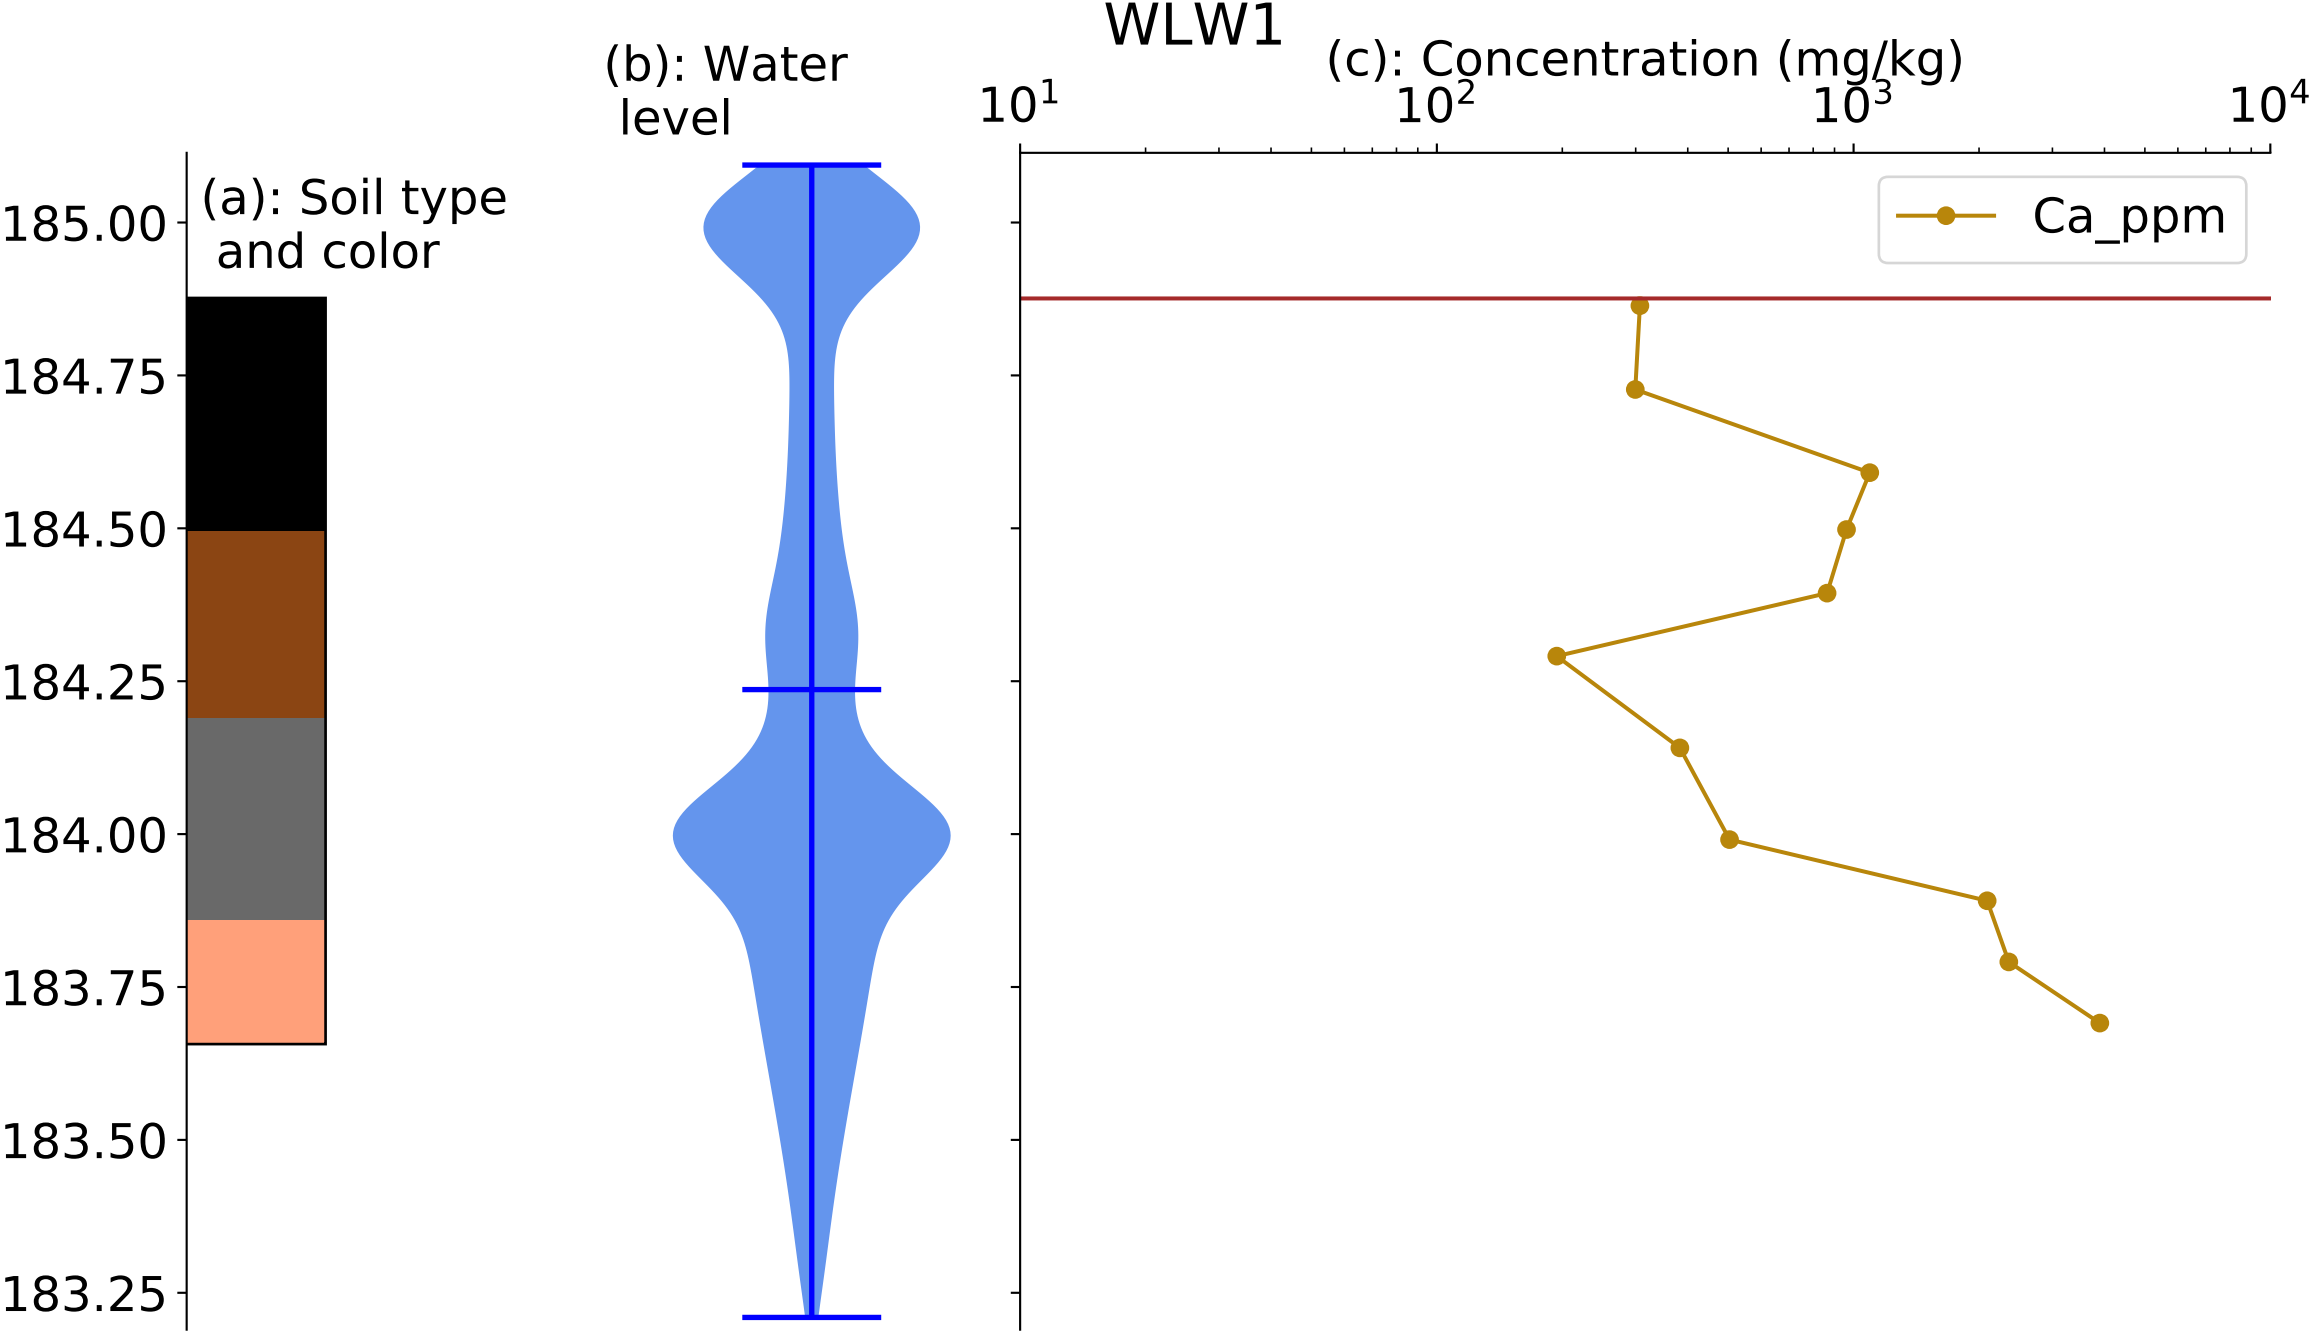 WLW1
(b): Water
level
(c): Concentration (mg/kg)
10¹
10²
10³
10⁴
(a): Soil type
and color
Ca_ppm
185.00
184.75
184.50
184.25
184.00
183.75
183.50
183.25